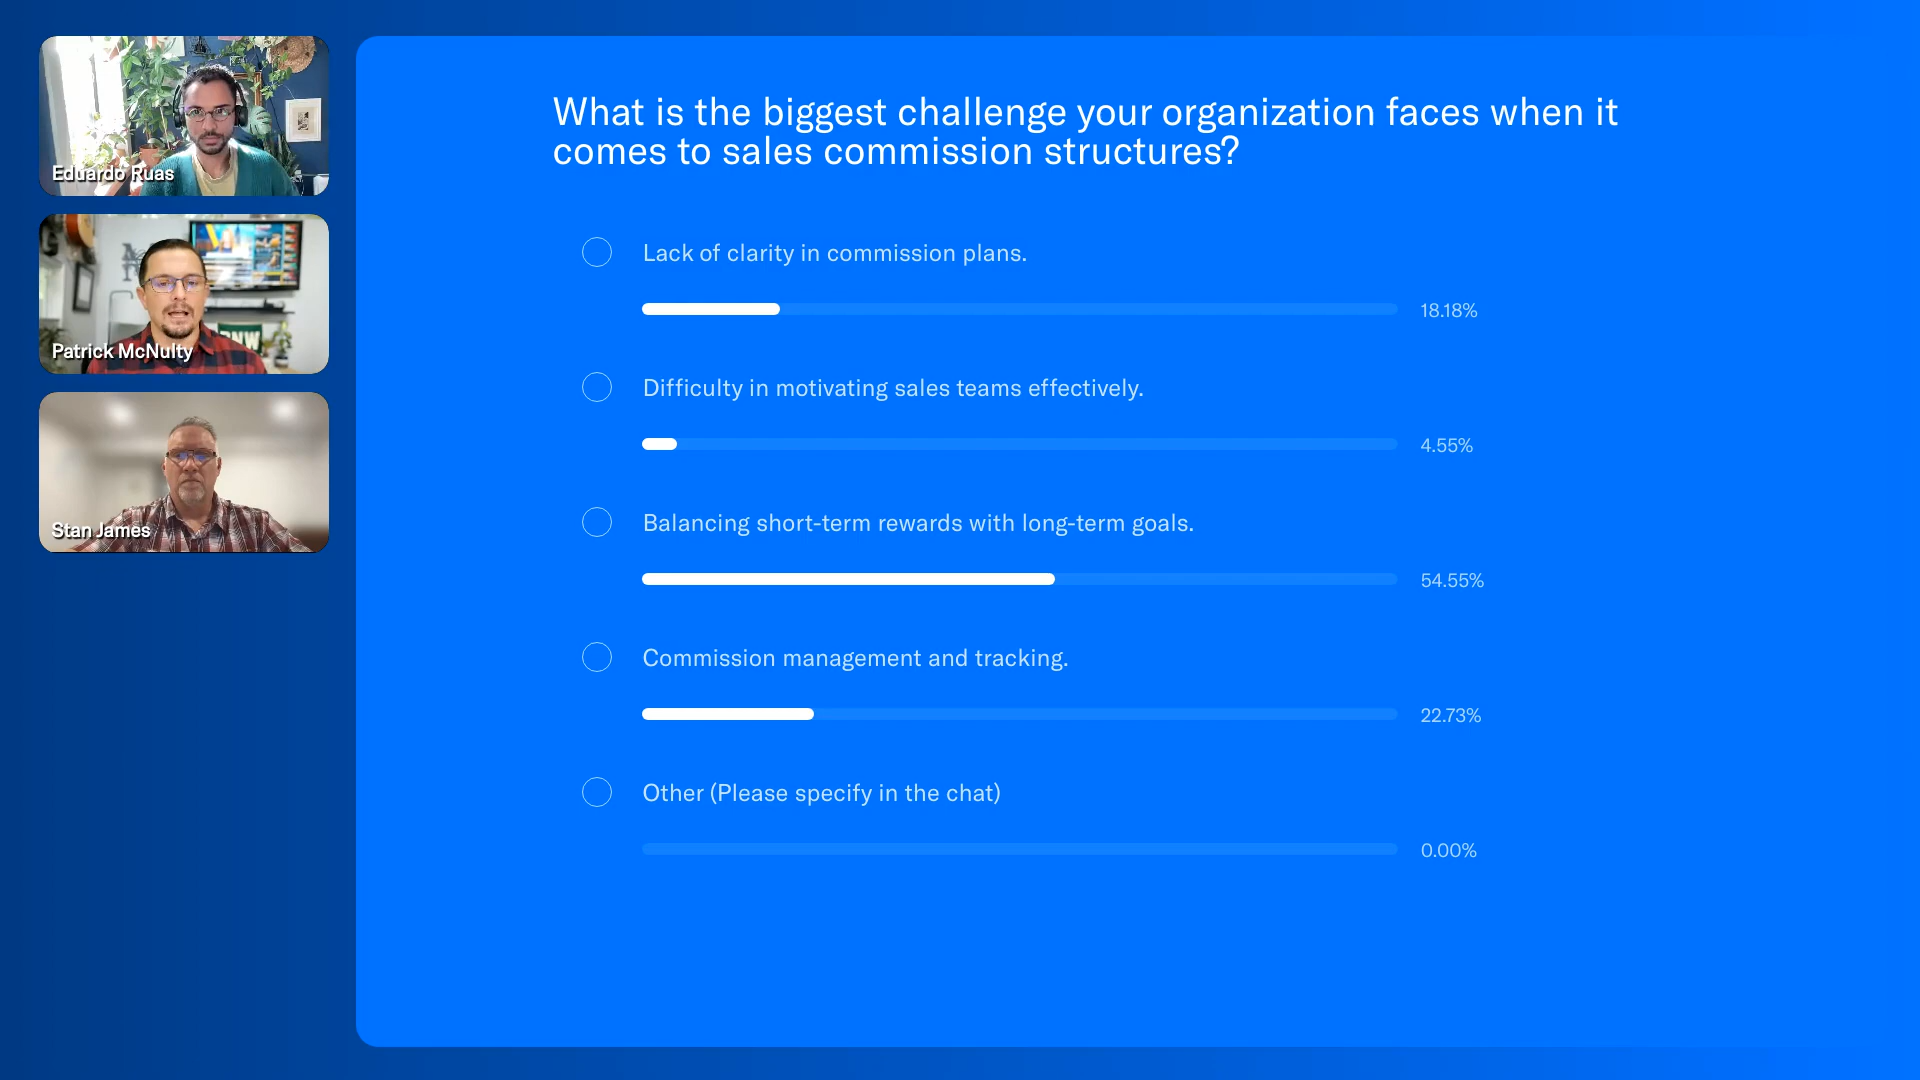 Eduardo Ruas
Patrick McNulty
Stan James
What is the biggest challenge your organization faces when it
comes to sales commission structures?
Lack of clarity in commission plans.
18.18%
Difficulty in motivating sales teams effectively.
4.55%
Balancing short-term rewards with long-term goals.
54.55%
Commission management and tracking.
22.73%
Other (Please specify in the chat)
0.00%